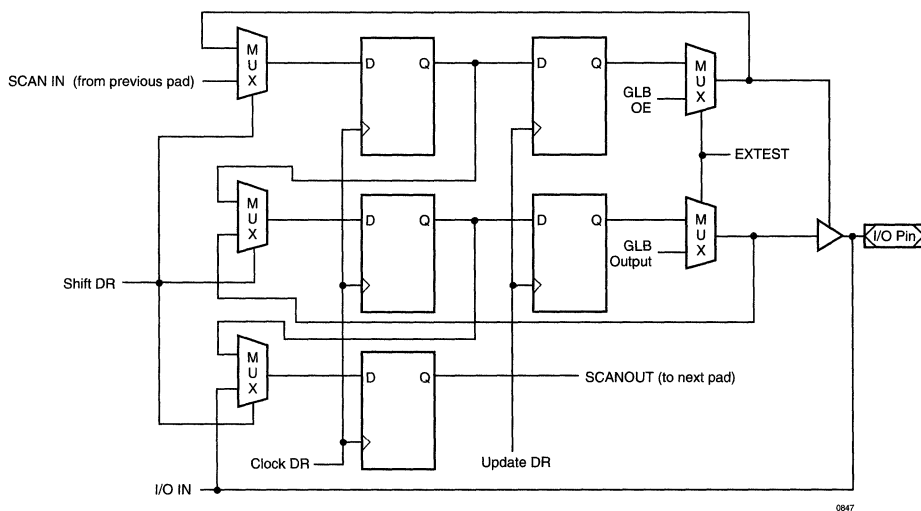 MUX
SCAN IN (from previous pad)
D Q
D Q
MUX
GLB
OE
EXTEST
MUX
D Q
D Q
MUX
GLB
Output
I/O Pin
Shift DR
MUX
D Q
SCANOUT (to next pad)
Clock DR
Update DR
I/O IN
0847